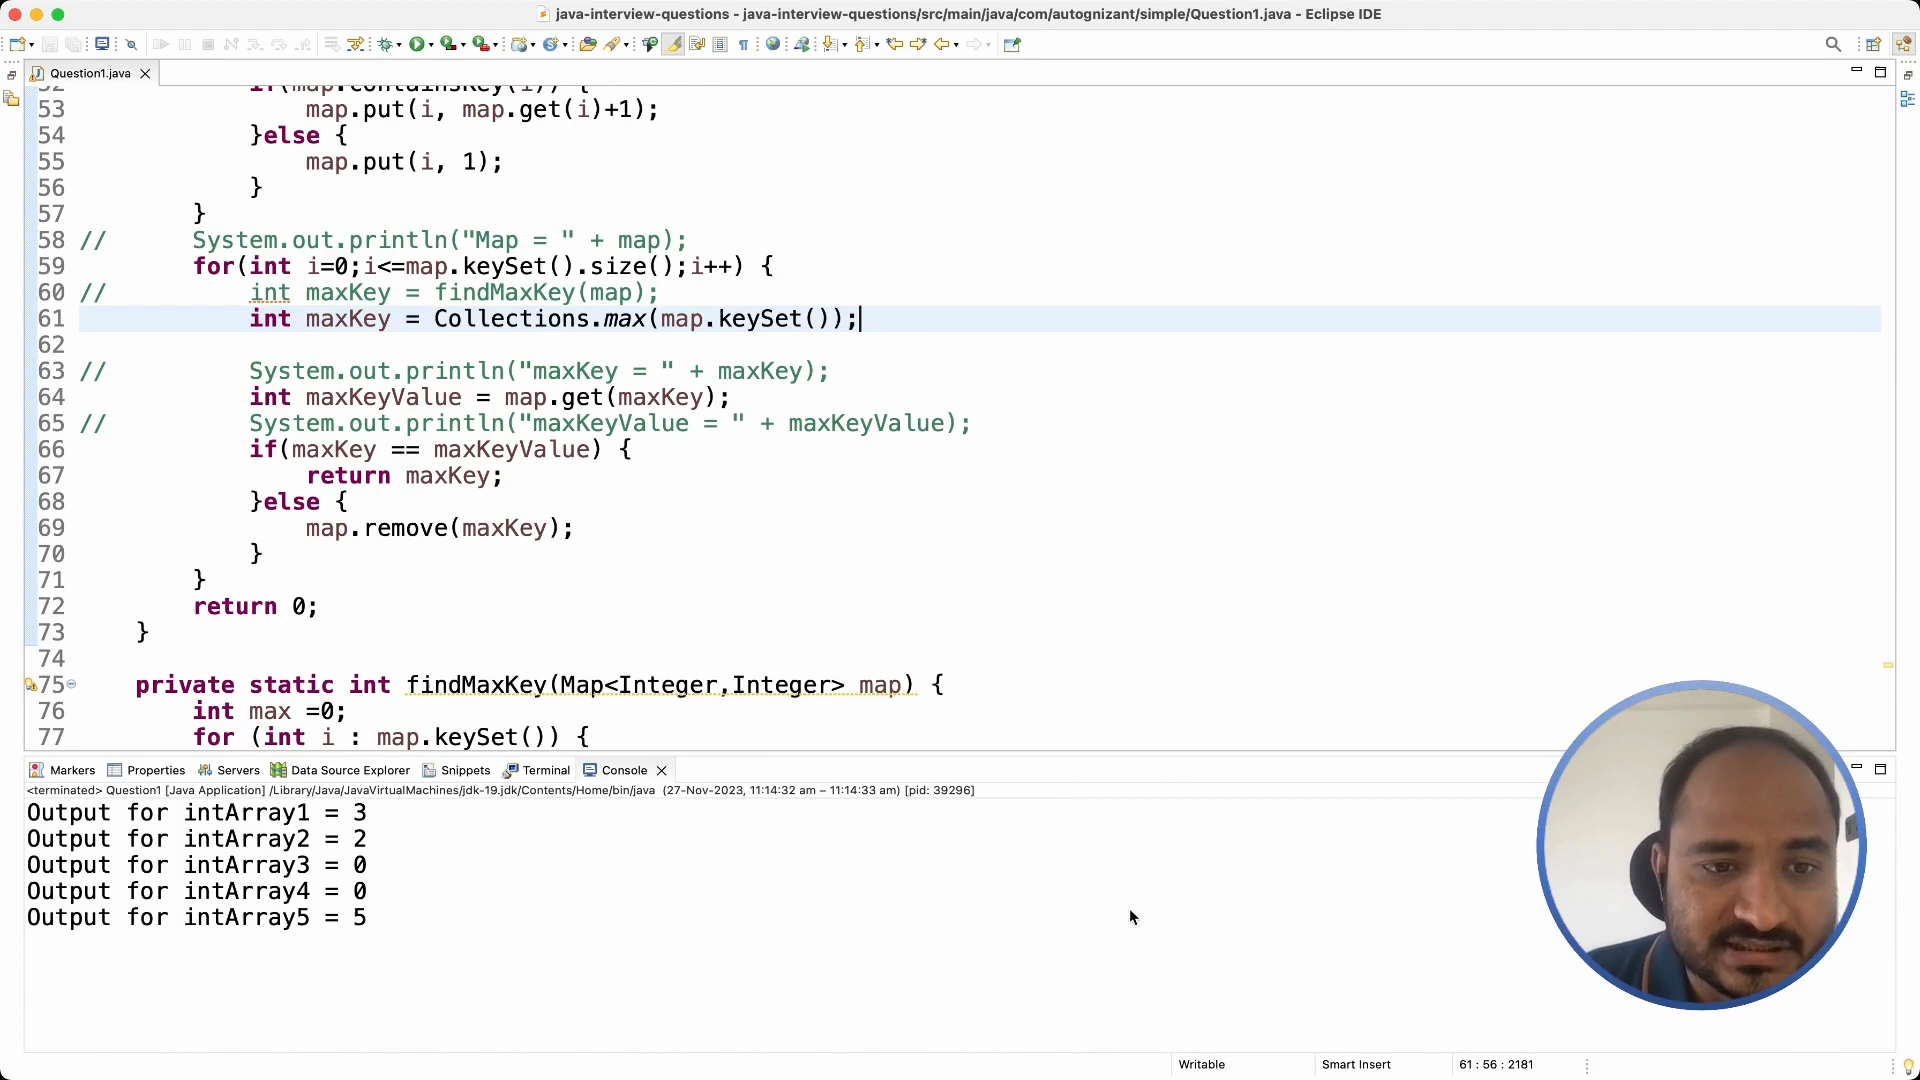 java-interview-questions - java-interview-questions/src/main/java/com/autognizant/simple/Question1.java - Eclipse IDE
Question1.java
52 if(map.containsKey(i)) {
53 map.put(i, map.get(i)+1);
54 }else {
55 map.put(i, 1);
56 }
57 }
58 // System.out.println("Map = " + map);
59 for(int i=0;i<=map.keySet().size();i++) {
60 // int maxKey = findMaxKey(map);
61 int maxKey = Collections.max(map.keySet());
62
63 // System.out.println("maxKey = " + maxKey);
64 int maxKeyValue = map.get(maxKey);
65 // System.out.println("maxKeyValue = " + maxKeyValue);
66 if(maxKey == maxKeyValue) {
67 return maxKey;
68 }else {
69 map.remove(maxKey);
70 }
71 }
72 return 0;
73 }
74
75 private static int findMaxKey(Map<Integer,Integer> map) {
76 int max =0;
77 for (int i : map.keySet()) {
Markers Properties Servers Data Source Explorer Snippets Terminal Console
<terminated> Question1 [Java Application] /Library/Java/JavaVirtualMachines/jdk-19.jdk/Contents/Home/bin/java (27-Nov-2023, 11:14:32 am – 11:14:33 am) [pid: 39296]
Output for intArray1 = 3
Output for intArray2 = 2
Output for intArray3 = 0
Output for intArray4 = 0
Output for intArray5 = 5
Writable Smart Insert 61 : 56 : 2181